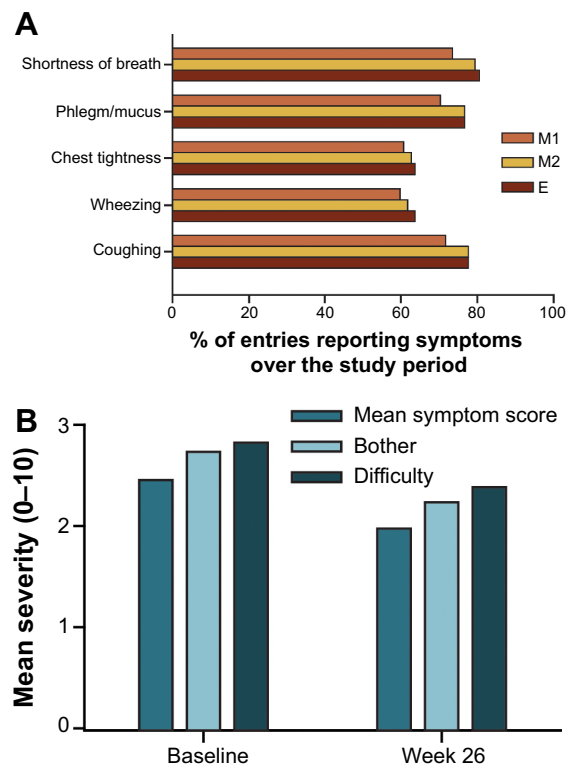 A
Shortness of breath
Phlegm/mucus
Chest tightness
Wheezing
Coughing
M1
M2
E
0 20 40 60 80 100
% of entries reporting symptoms
over the study period
B
Mean severity (0–10)
3
2
1
0
Mean symptom score
Bother
Difficulty
Baseline
Week 26